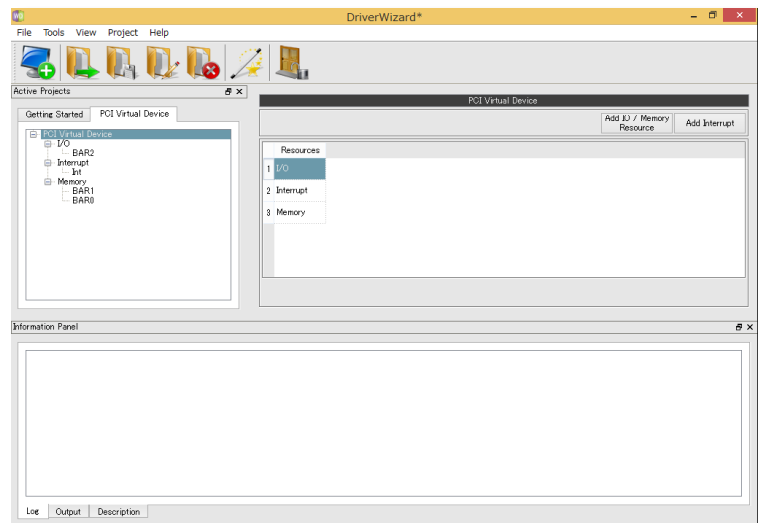 DriverWizard*
File Tools View Project Help
Active Projects
Getting Started PCI Virtual Device
PCI Virtual Device
I/O
BAR2
Interrupt
Int
Memory
BAR1
BAR0
PCI Virtual Device
Add IO / Memory
Resource
Add Interrupt
Resources
1 I/O
2 Interrupt
3 Memory
Information Panel
Log Output Description